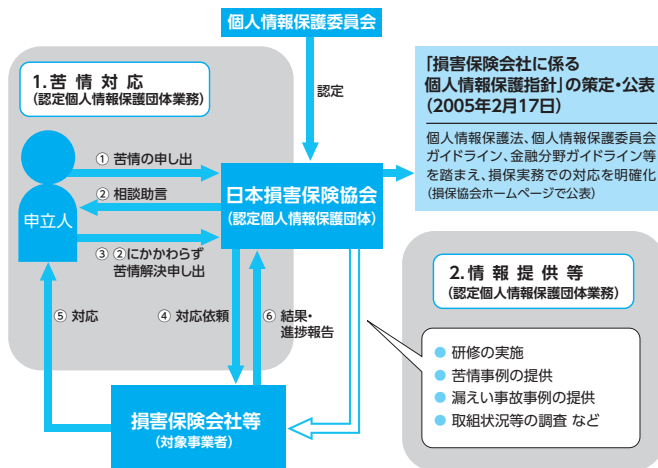 個人情報保護委員会
認定
1.苦情対応
(認定個人情報保護団体業務)
① 苦情の申し出
② 相談助言
申立人
③ ②にかかわらず
苦情解決申し出
日本損害保険協会
(認定個人情報保護団体)
「損害保険会社に係る
個人情報保護指針」の策定・公表
(2005年2月17日)
個人情報保護法、個人情報保護委員会
ガイドライン、金融分野ガイドライン等
を踏まえ、損保実務での対応を明確化
(損保協会ホームページで公表)
⑤ 対応
④ 対応依頼
⑥ 結果・
進捗報告
損害保険会社等
(対象事業者)
2.情報提供等
(認定個人情報保護団体業務)
● 研修の実施
● 苦情事例の提供
● 漏えい事故事例の提供
● 取組状況等の調査 など